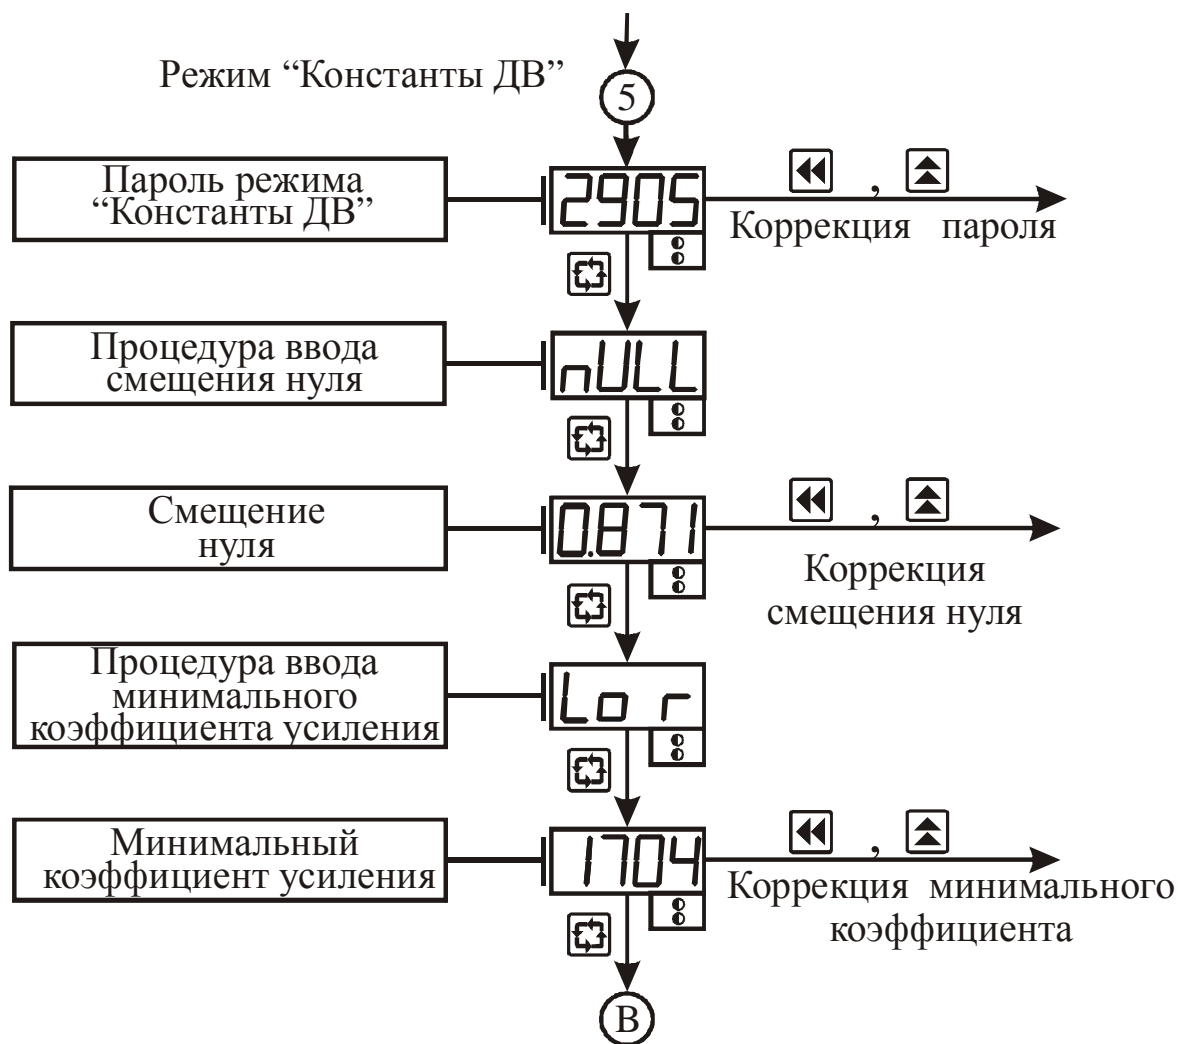 Режим “Константы ДВ”
5
Пароль режима
“Константы ДВ”
2905
,
Коррекция пароля
Процедура ввода
смещения нуля
nULL
Смещение
нуля
0.871
,
Коррекция
смещения нуля
Процедура ввода
минимального
коэффициента усиления
Lo r
Минимальный
коэффициент усиления
1704
,
Коррекция минимального
коэффициента
В